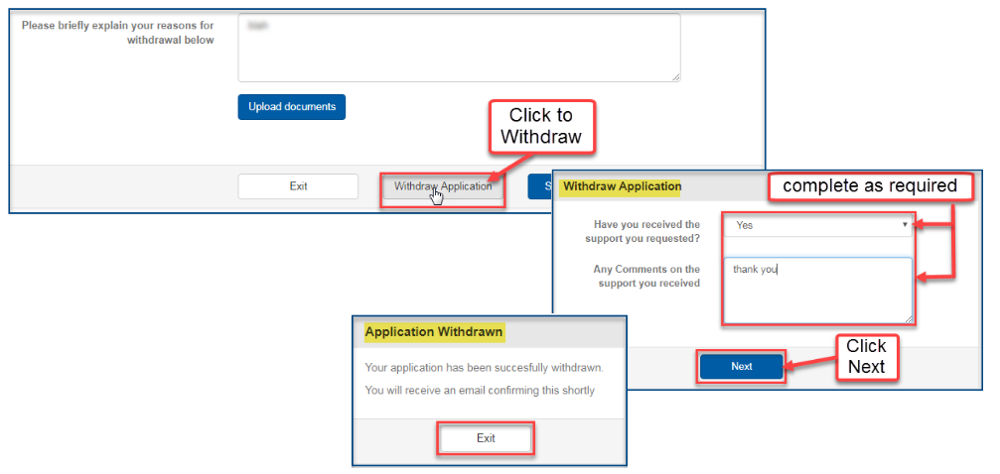 Please briefly explain your reasons for
withdrawal below
Upload documents
Click to
Withdraw
Exit
Withdraw Application
S
Withdraw Application
complete as required
Have you received the
support you requested?
Yes
Any Comments on the
support you received
thank you
Click
Next
Next
Application Withdrawn
Your application has been succesfully withdrawn.
You will receive an email confirming this shortly
Exit